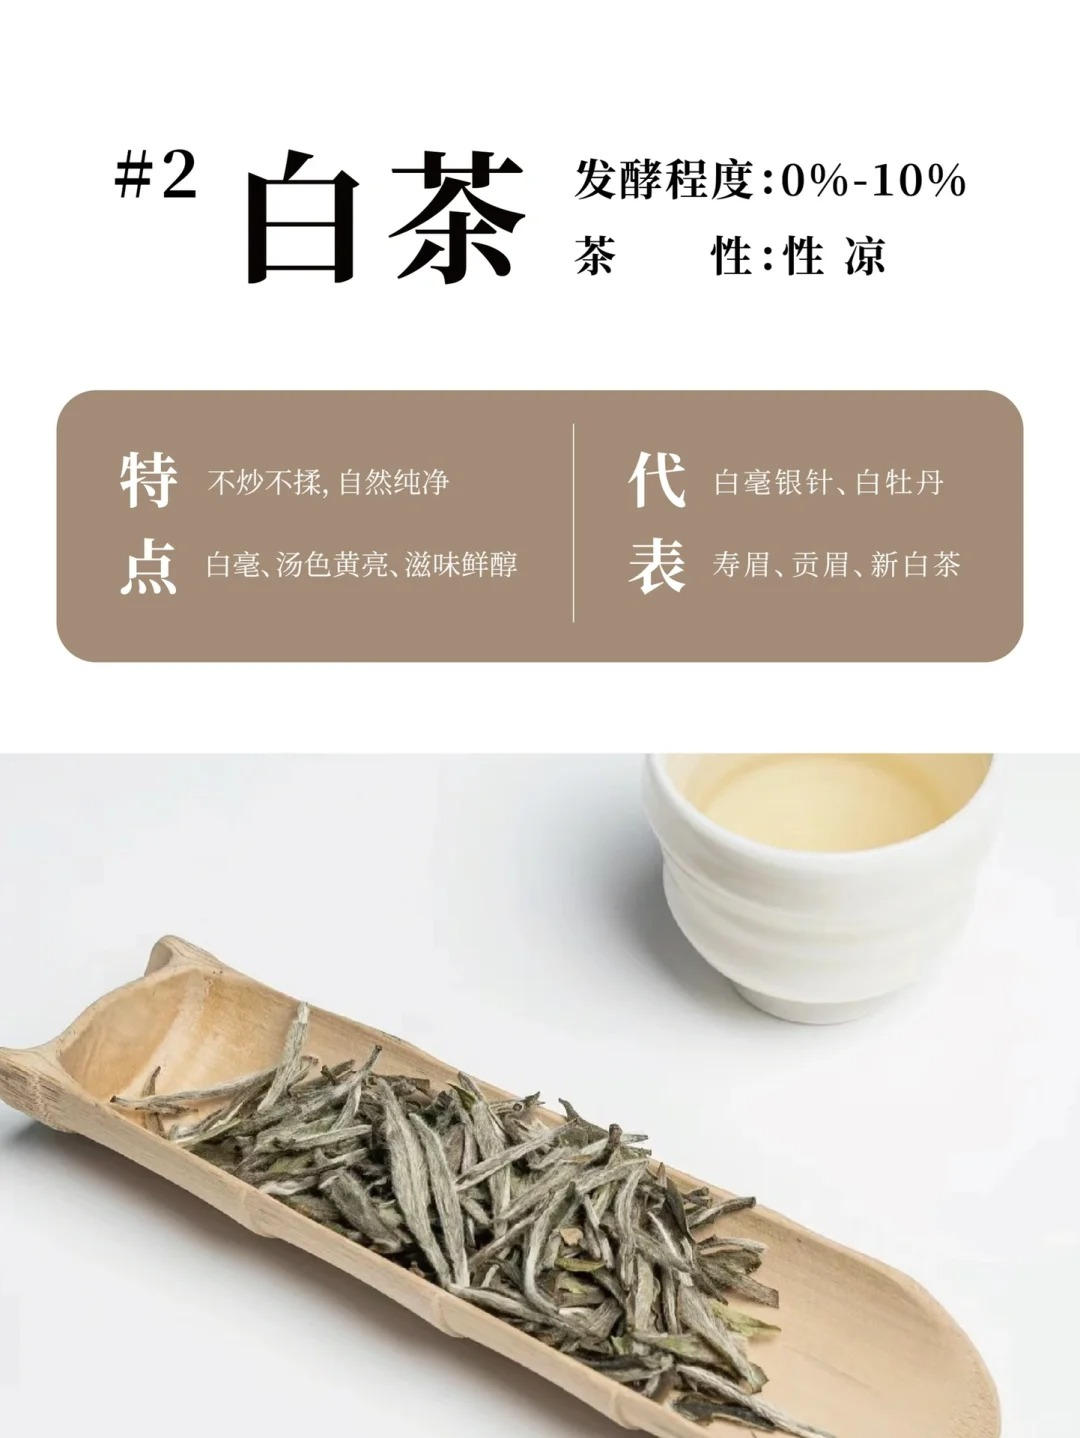 #2 白茶
发酵程度:0%-10%
茶 性:性 凉
特点
不炒不揉,自然纯净
白毫、汤色黄亮、滋味鲜醇
代表
白毫银针、白牡丹
寿眉、贡眉、新白茶